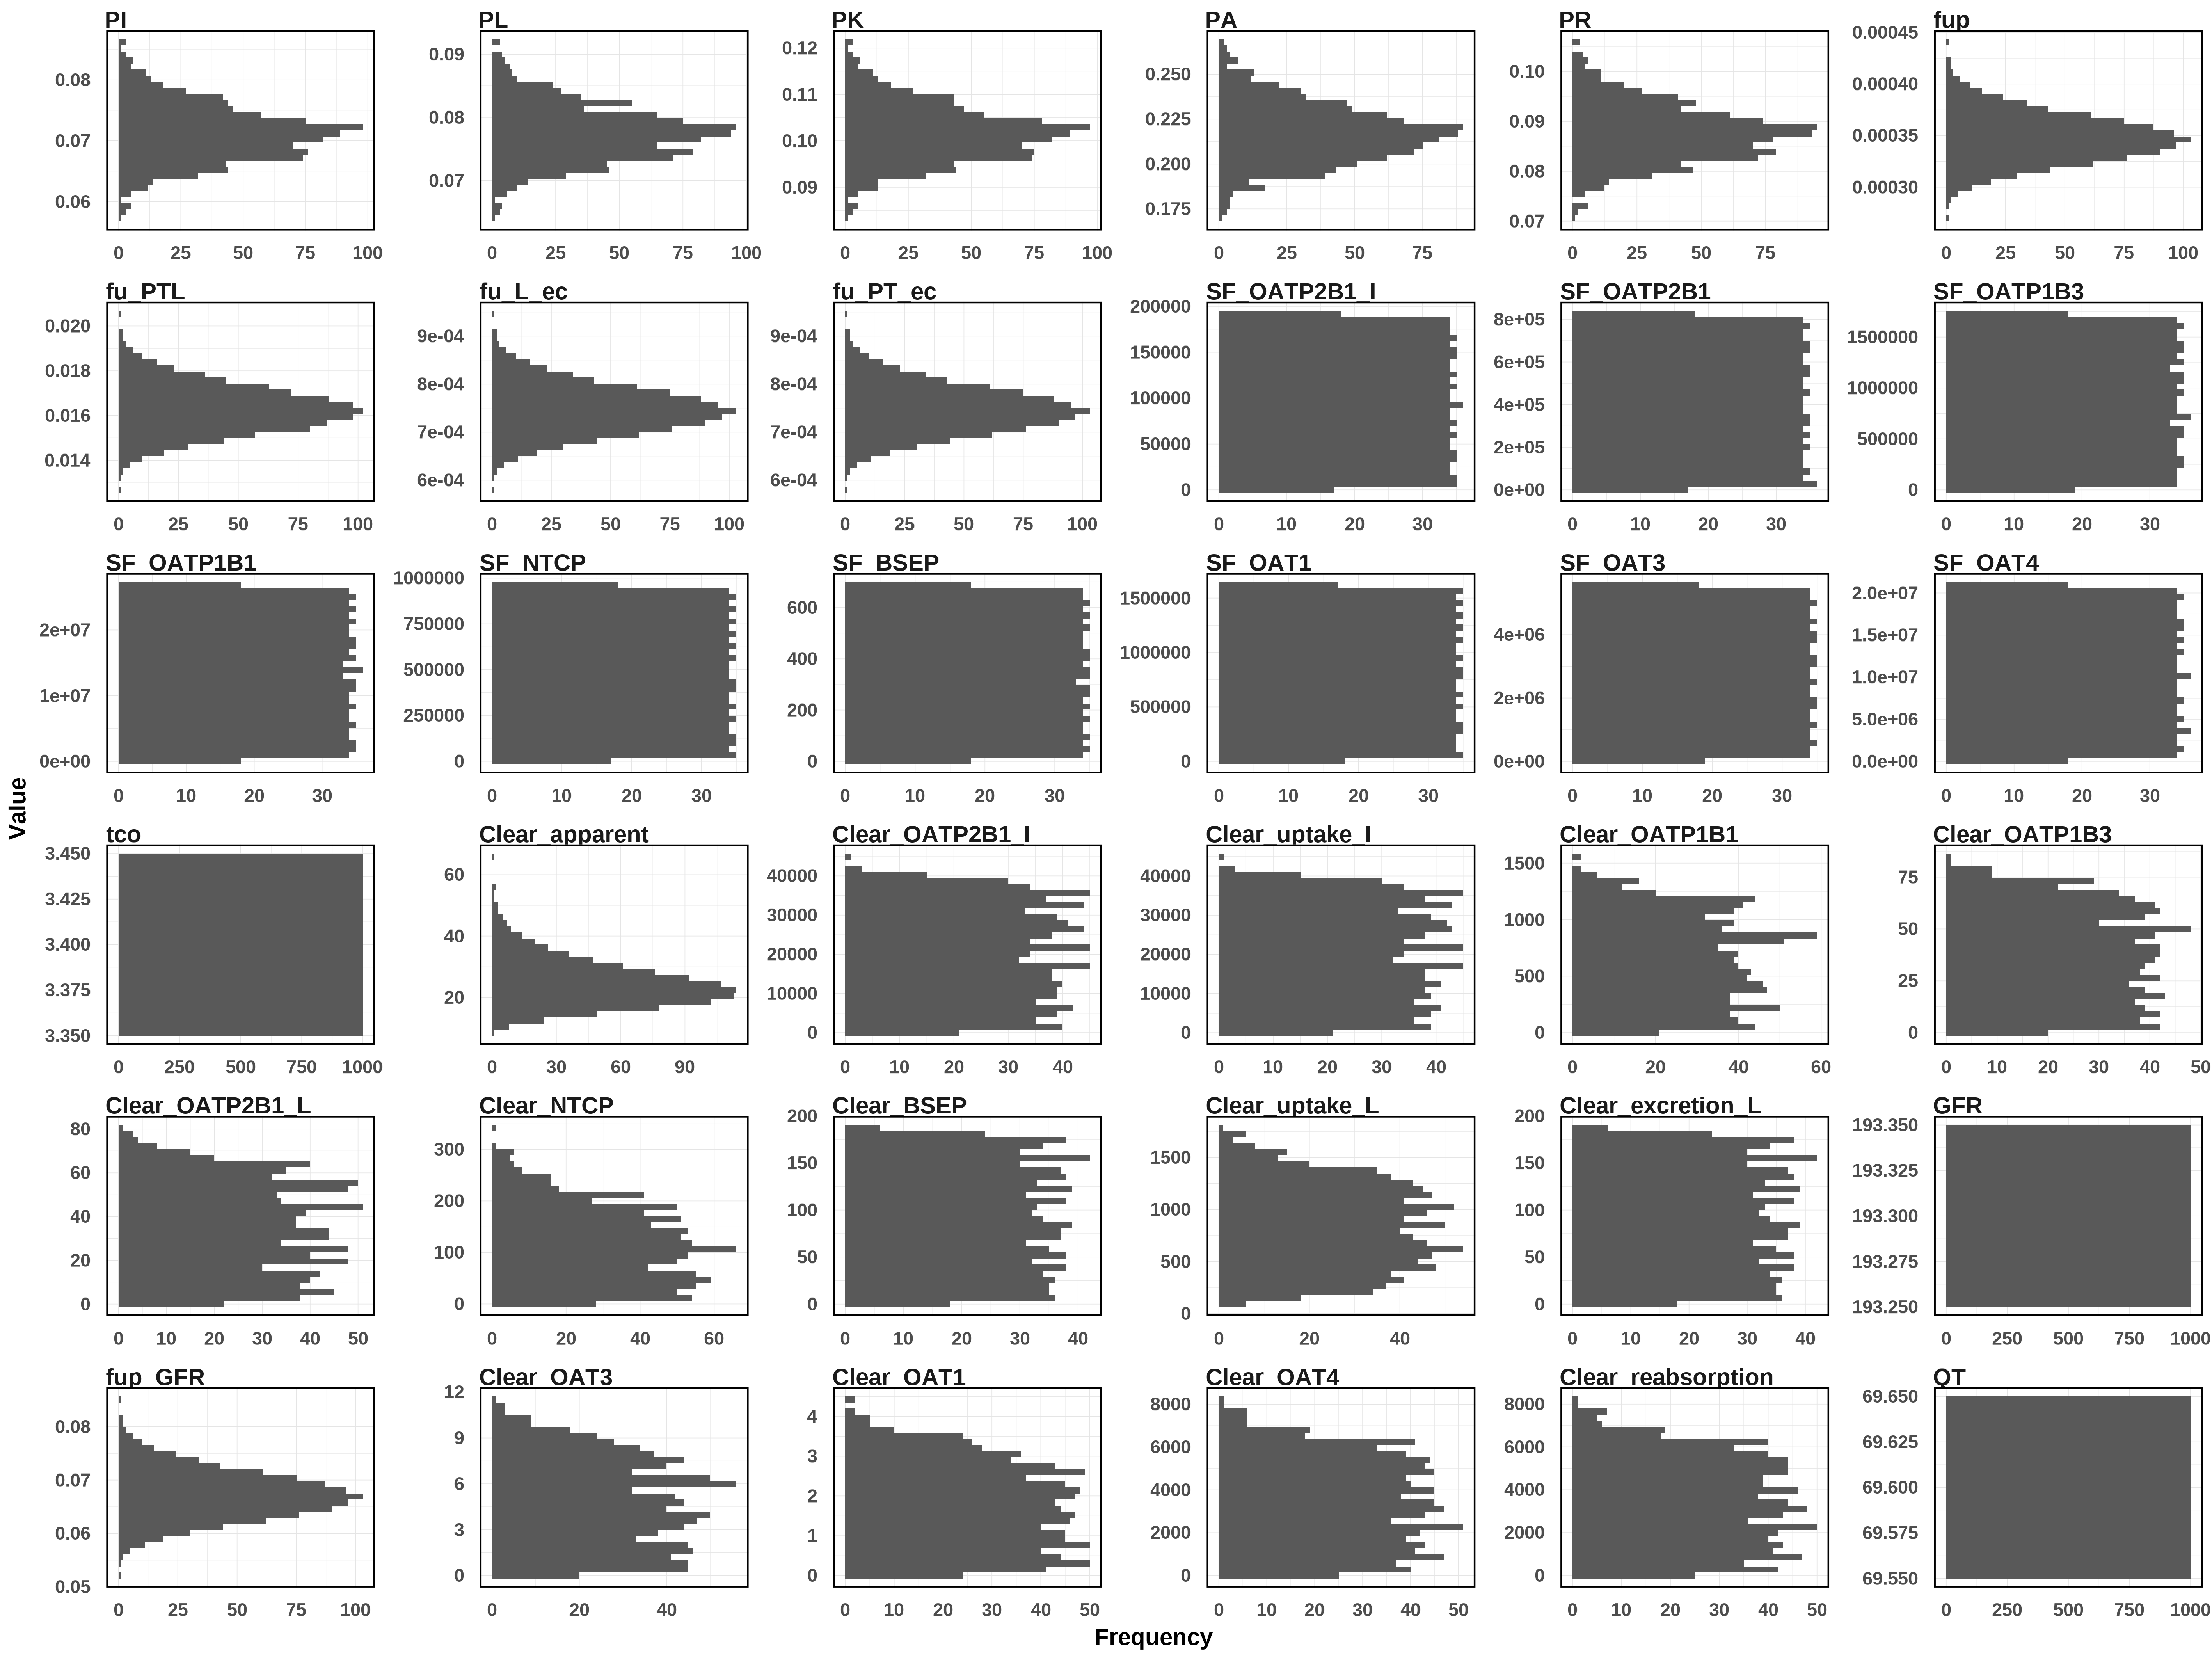 PI PL PK PA PR fup
0.08 0.07 0.06
0 25 50 75 100
0.09 0.08 0.07
0 25 50 75 100
0.12 0.11 0.10 0.09
0 25 50 75 100
0.250 0.225 0.200 0.175
0 25 50 75
0.10 0.09 0.08 0.07
0 25 50 75
0.00045 0.00040 0.00035 0.00030
0 25 50 75 100
fu_PTL fu_L_ec fu_PT_ec SF_OATP2B1_I SF_OATP2B1 SF_OATP1B3
0.020 0.018 0.016 0.014
0 25 50 75 100
9e-04 8e-04 7e-04 6e-04
0 25 50 75 100
9e-04 8e-04 7e-04 6e-04
0 25 50 75 100
200000 150000 100000 50000 0
0 10 20 30
8e+05 6e+05 4e+05 2e+05 0e+00
0 10 20 30
1500000 1000000 500000 0
0 10 20 30
SF_OATP1B1 SF_NTCP SF_BSEP SF_OAT1 SF_OAT3 SF_OAT4
2e+07 1e+07 0e+00
0 10 20 30
1000000 750000 500000 250000 0
0 10 20 30
600 400 200 0
0 10 20 30
1500000 1000000 500000 0
0 10 20 30
4e+06 2e+06 0e+00
0 10 20 30
2.0e+07 1.5e+07 1.0e+07 5.0e+06 0.0e+00
0 10 20 30
Value
tco Clear_apparent Clear_OATP2B1_I Clear_uptake_I Clear_OATP1B1 Clear_OATP1B3
3.450 3.425 3.400 3.375 3.350
0 250 500 750 1000
60 40 20
0 30 60 90
40000 30000 20000 10000 0
0 10 20 30 40
40000 30000 20000 10000 0
0 10 20 30 40
1500 1000 500 0
0 20 40 60
75 50 25 0
0 10 20 30 40 50
Clear_OATP2B1_L Clear_NTCP Clear_BSEP Clear_uptake_L Clear_excretion_L GFR
80 60 40 20 0
0 10 20 30 40 50
300 200 100 0
0 20 40 60
200 150 100 50 0
0 10 20 30 40
1500 1000 500 0
0 20 40
200 150 100 50 0
0 10 20 30 40
193.350 193.325 193.300 193.275 193.250
0 250 500 750 1000
fup_GFR Clear_OAT3 Clear_OAT1 Clear_OAT4 Clear_reabsorption QT
0.08 0.07 0.06 0.05
0 25 50 75 100
12 9 6 3 0
0 20 40
4 3 2 1 0
0 10 20 30 40 50
8000 6000 4000 2000 0
0 10 20 30 40 50
8000 6000 4000 2000 0
0 10 20 30 40 50
69.650 69.625 69.600 69.575 69.550
0 250 500 750 1000
Frequency